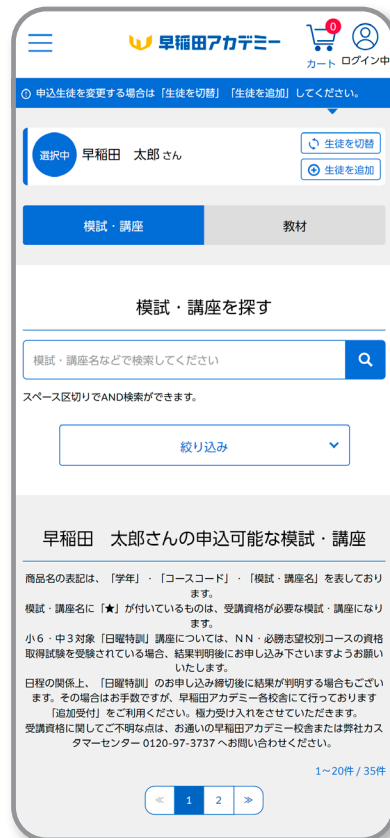 早稲田アカデミー
0
カート
ログイン中
申込生徒を変更する場合は「生徒を切替」「生徒を追加」してください。
選択中
早稲田　太郎 さん
生徒を切替
生徒を追加
模試・講座
教材
模試・講座を探す
模試・講座名などで検索してください
スペース区切りでAND検索ができます。
絞り込み
早稲田　太郎さんの申込可能な模試・講座
商品名の表記は、「学年」・「コースコード」・「模試・講座名」を表しており
ます。
模試・講座名に「★」が付いているものは、受講資格が必要な模試・講座になり
ます。
小６・中３対象「日曜特訓」講座については、ＮＮ・必勝志望校別コースの資格
取得試験を受験されている場合、結果判明後にお申し込み下さいますようお願い
いたします。
日程の関係上、「日曜特訓」のお申し込み締切後に結果が判明する場合もござい
ます。その場合はお手数ですが、早稲田アカデミー各校舎にて行っております
「追加受付」をご利用ください。極力受け入れをさせていただきます。
受講資格に関してご不明な点は、お通いの早稲田アカデミー校舎または弊社カス
タマーセンター 0120-97-3737 へお問い合わせください。
1～20件 / 35件
≪ 1 2 ≫